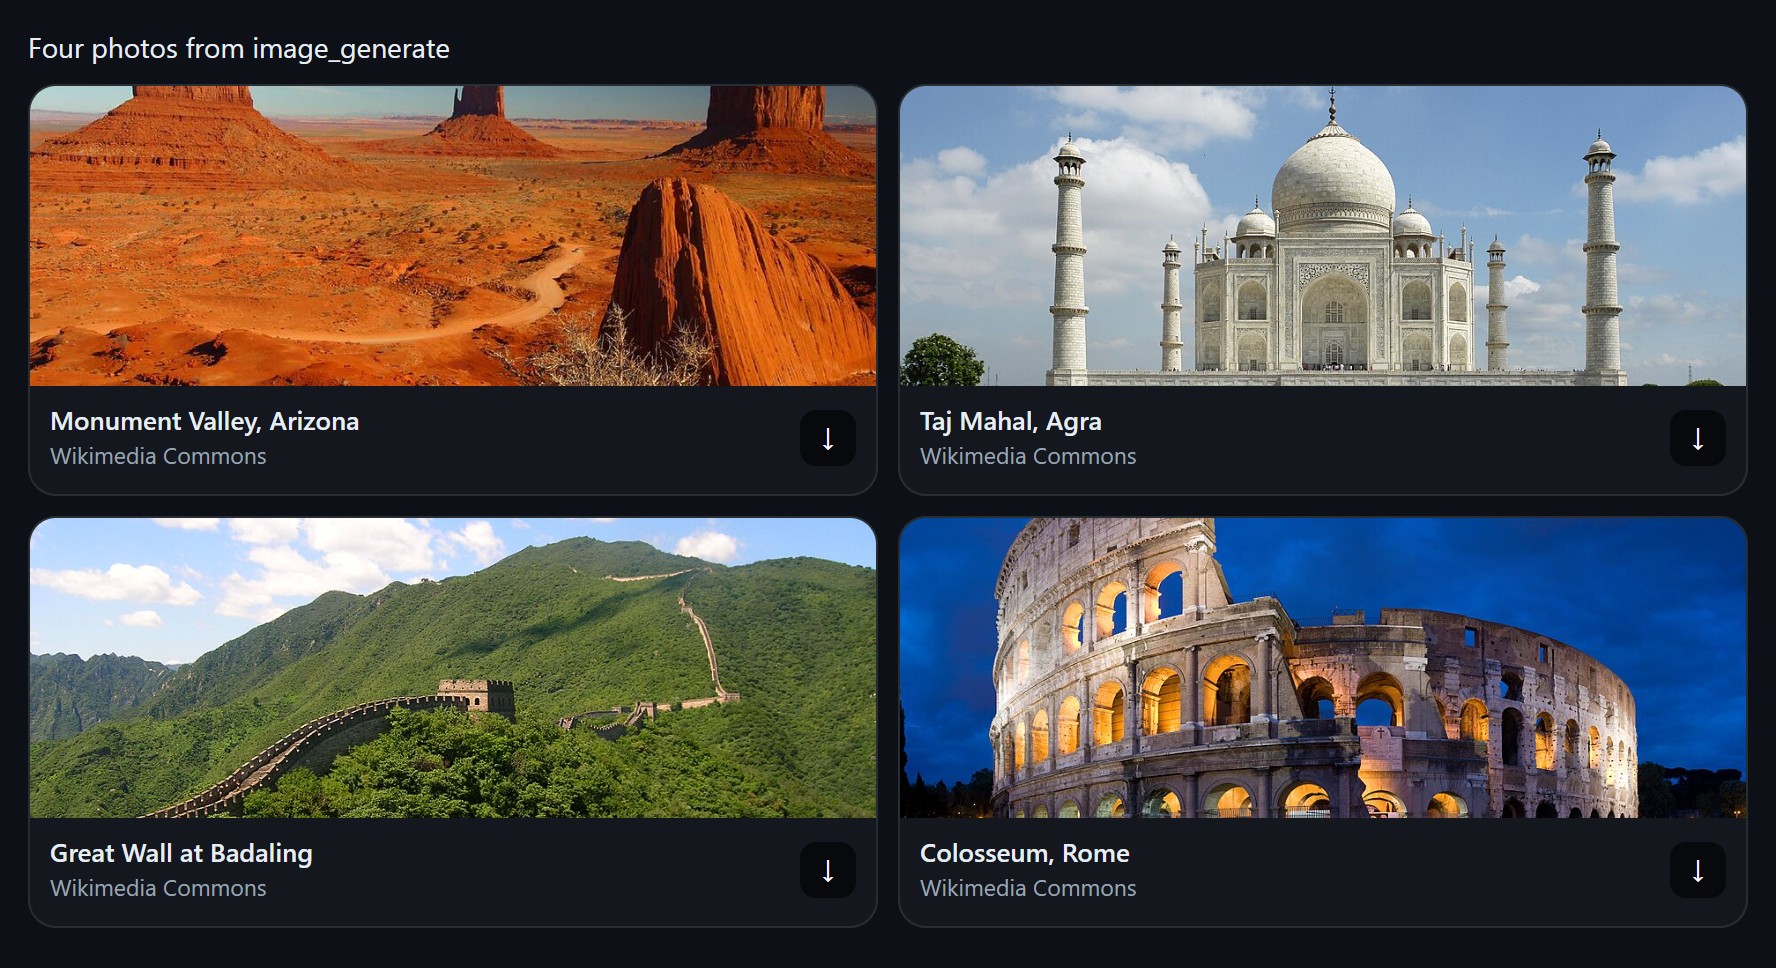 Four photos from image_generate
Monument Valley, Arizona
Wikimedia Commons
Taj Mahal, Agra
Wikimedia Commons
Great Wall at Badaling
Wikimedia Commons
Colosseum, Rome
Wikimedia Commons